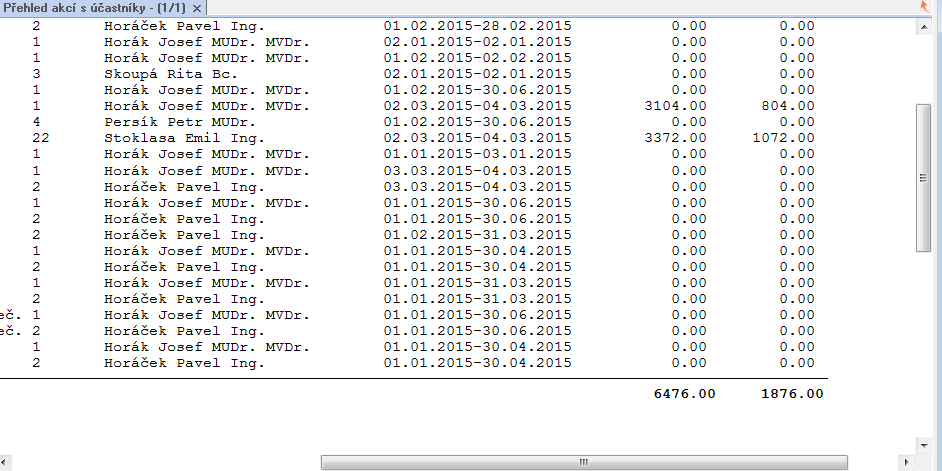 Přehled akcí s účastníky - (1/1)
2 Horáček Pavel Ing. 01.02.2015-28.02.2015 0.00 0.00
1 Horák Josef MUDr. MVDr. 02.01.2015-02.01.2015 0.00 0.00
1 Horák Josef MUDr. MVDr. 02.02.2015-02.02.2015 0.00 0.00
3 Skoupá Rita Bc. 02.01.2015-02.01.2015 0.00 0.00
1 Horák Josef MUDr. MVDr. 01.02.2015-30.06.2015 0.00 0.00
1 Horák Josef MUDr. MVDr. 02.03.2015-04.03.2015 3104.00 804.00
4 Persík Petr MUDr. 01.02.2015-30.06.2015 0.00 0.00
22 Stoklasa Emil Ing. 02.03.2015-04.03.2015 3372.00 1072.00
1 Horák Josef MUDr. MVDr. 01.01.2015-03.01.2015 0.00 0.00
1 Horák Josef MUDr. MVDr. 03.03.2015-04.03.2015 0.00 0.00
2 Horáček Pavel Ing. 03.03.2015-04.03.2015 0.00 0.00
1 Horák Josef MUDr. MVDr. 01.01.2015-30.06.2015 0.00 0.00
2 Horáček Pavel Ing. 01.01.2015-30.06.2015 0.00 0.00
2 Horáček Pavel Ing. 01.02.2015-31.03.2015 0.00 0.00
1 Horák Josef MUDr. MVDr. 01.01.2015-30.04.2015 0.00 0.00
2 Horáček Pavel Ing. 01.01.2015-30.04.2015 0.00 0.00
1 Horák Josef MUDr. MVDr. 01.01.2015-31.03.2015 0.00 0.00
2 Horáček Pavel Ing. 01.01.2015-31.03.2015 0.00 0.00
eč. 1 Horák Josef MUDr. MVDr. 01.01.2015-30.06.2015 0.00 0.00
eč. 2 Horáček Pavel Ing. 01.01.2015-30.06.2015 0.00 0.00
1 Horák Josef MUDr. MVDr. 01.01.2015-30.04.2015 0.00 0.00
2 Horáček Pavel Ing. 01.01.2015-30.04.2015 0.00 0.00
6476.00 1876.00